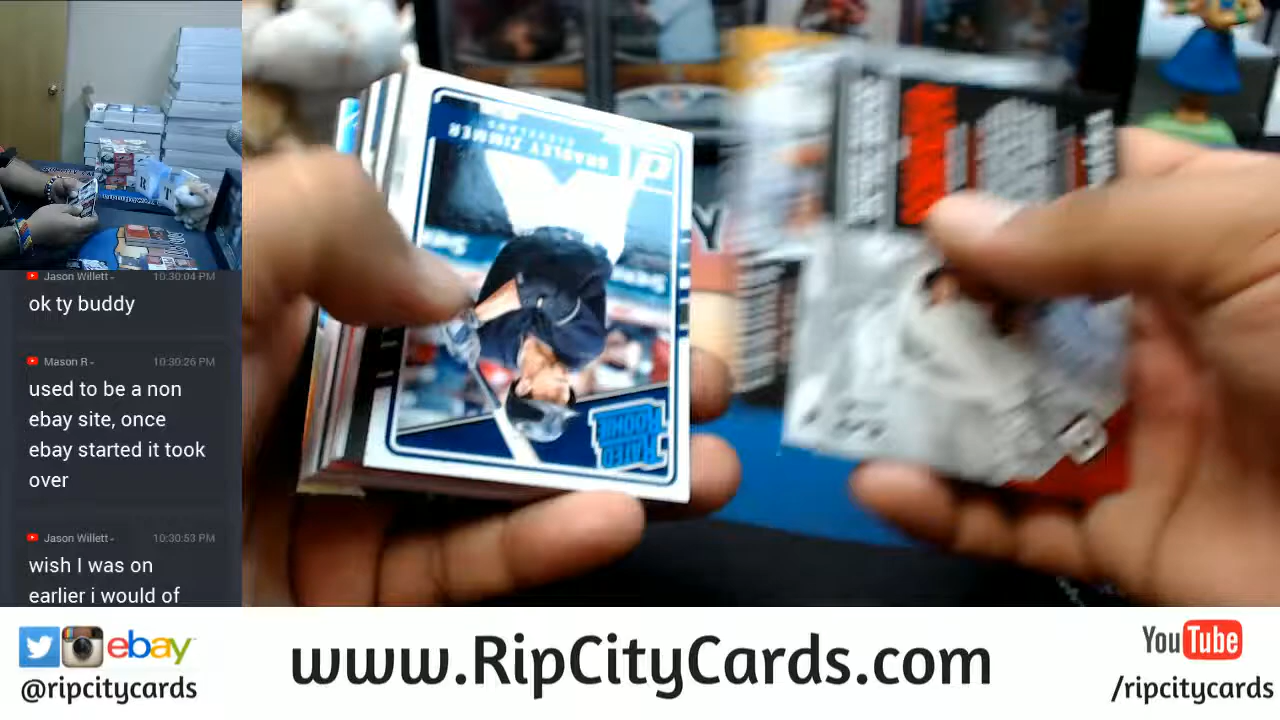 Jason Willett- 10:30:04 PM
ok ty buddy
Mason R- 10:30:26 PM
used to be a non
ebay site, once
ebay started it took
over
Jason Willett- 10:30:53 PM
wish I was on
earlier i would of
BRADLEY ZIMMER
CLEVELAND
RATED
ROOKIE
ebay
@ripcitycards
www.RipCityCards.com
YouTube
/ripcitycards